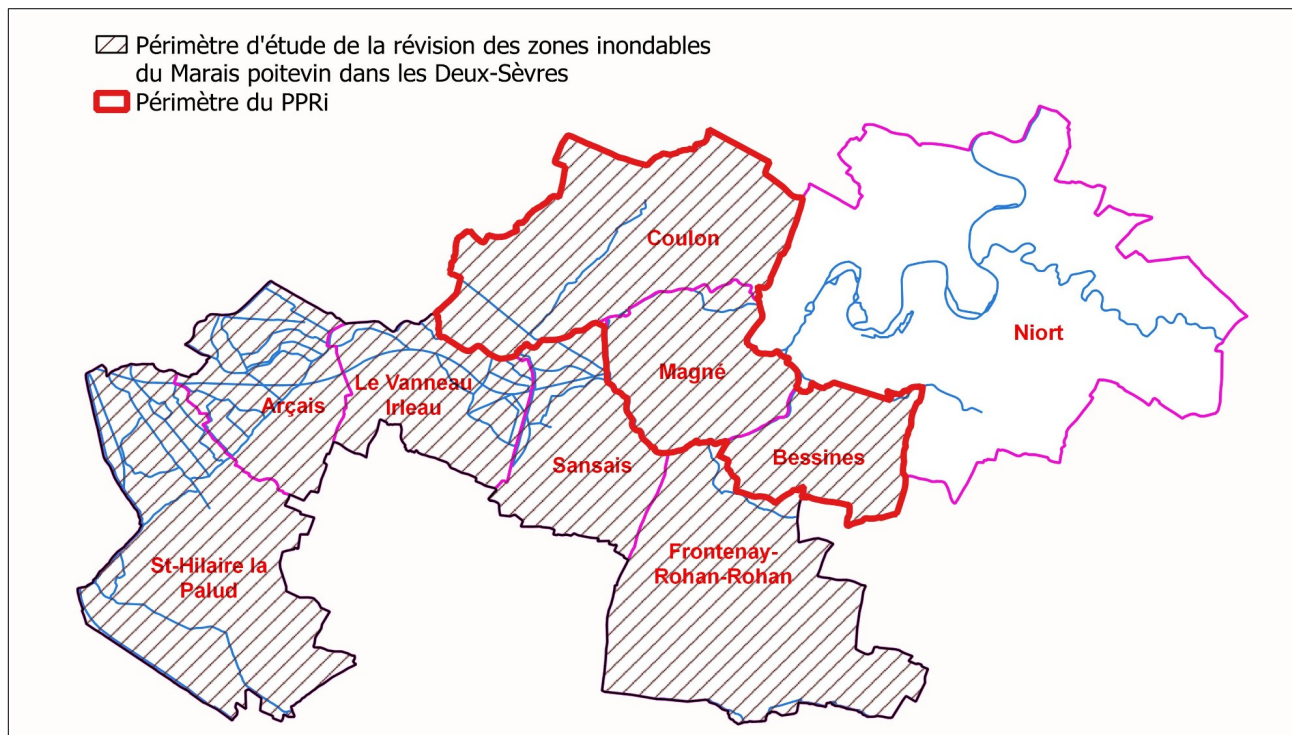 Périmètre d'étude de la révision des zones inondables
du Marais poitevin dans les Deux-Sèvres
Périmètre du PPRi
Coulon
Niort
Magné
Le Vanneau
Irleau
Arçais
Bessines
Sansais
Frontenay-
Rohan-Rohan
St-Hilaire la
Palud